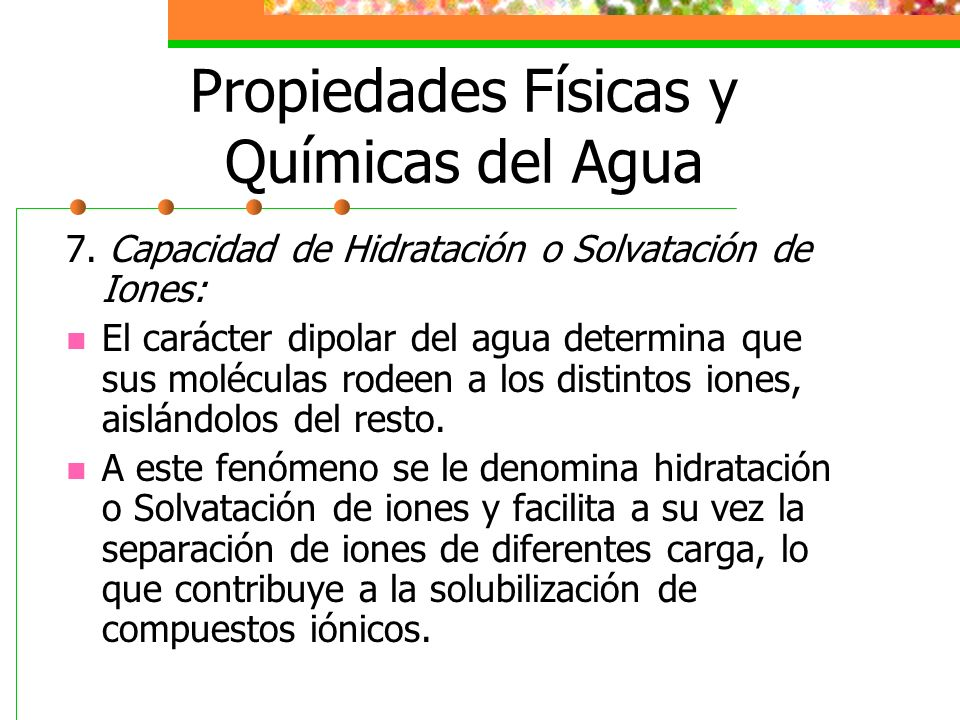 Propiedades Físicas y
Químicas del Agua
7. Capacidad de Hidratación o Solvatación de
Iones:
El carácter dipolar del agua determina que
sus moléculas rodeen a los distintos iones,
aislándolos del resto.
A este fenómeno se le denomina hidratación
o Solvatación de iones y facilita a su vez la
separación de iones de diferentes carga, lo
que contribuye a la solubilización de
compuestos iónicos.